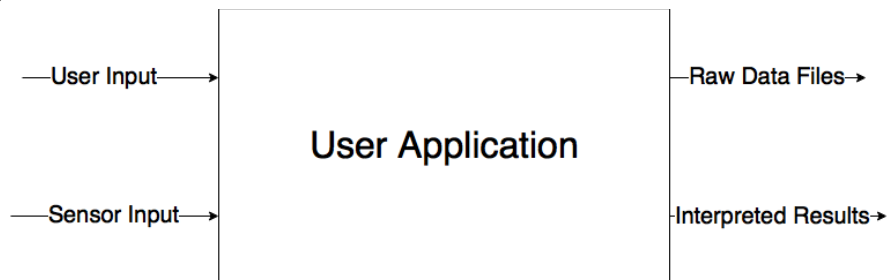 User Input
Raw Data Files
User Application
Sensor Input
Interpreted Results